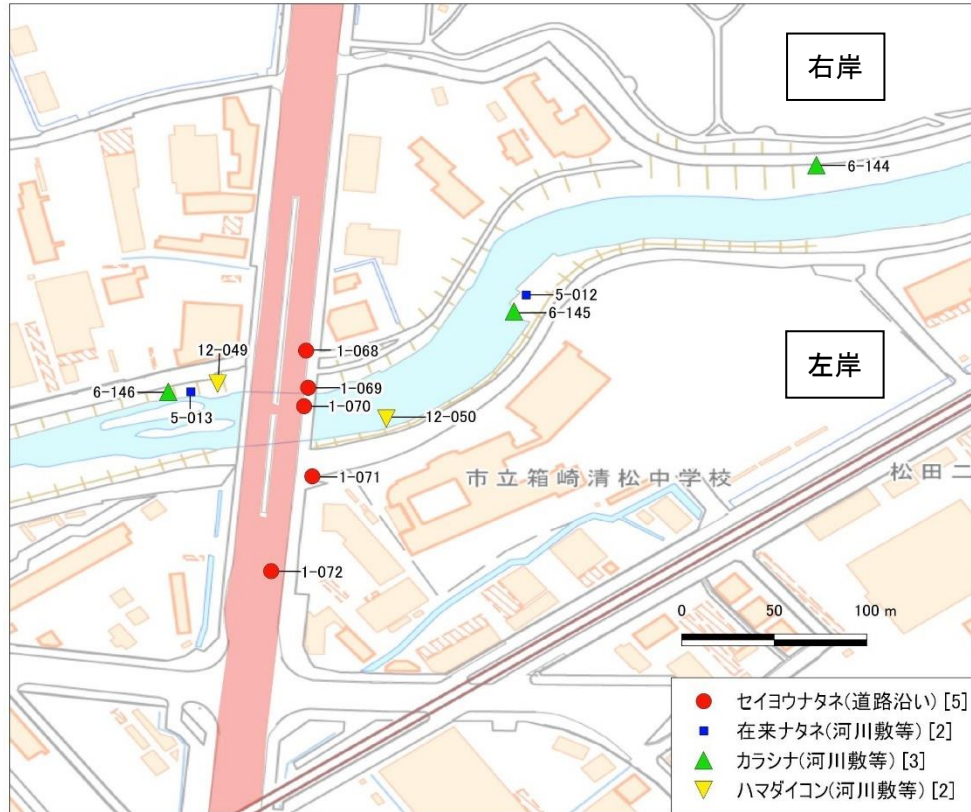 右岸
6-144
5-012
6-145
左岸
12-049
1-068
6-146
1-069
5-013
1-070
12-050
1-071
市立箱崎清松中学校
松田二
1-072
0 50 100 m
セイヨウナタネ(道路沿い) [5]
在来ナタネ(河川敷等) [2]
カラシナ(河川敷等) [3]
ハマダイコン(河川敷等) [2]